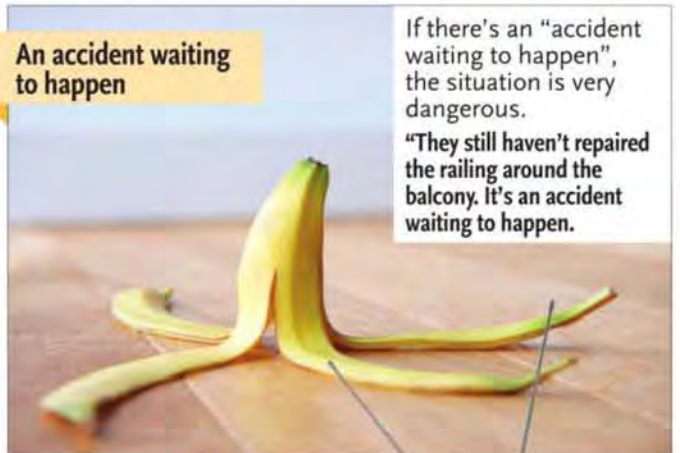 An accident waiting
to happen
If there's an “accident
waiting to happen”,
the situation is very
dangerous.
“They still haven't repaired
the railing around the
balcony. It's an accident
waiting to happen.